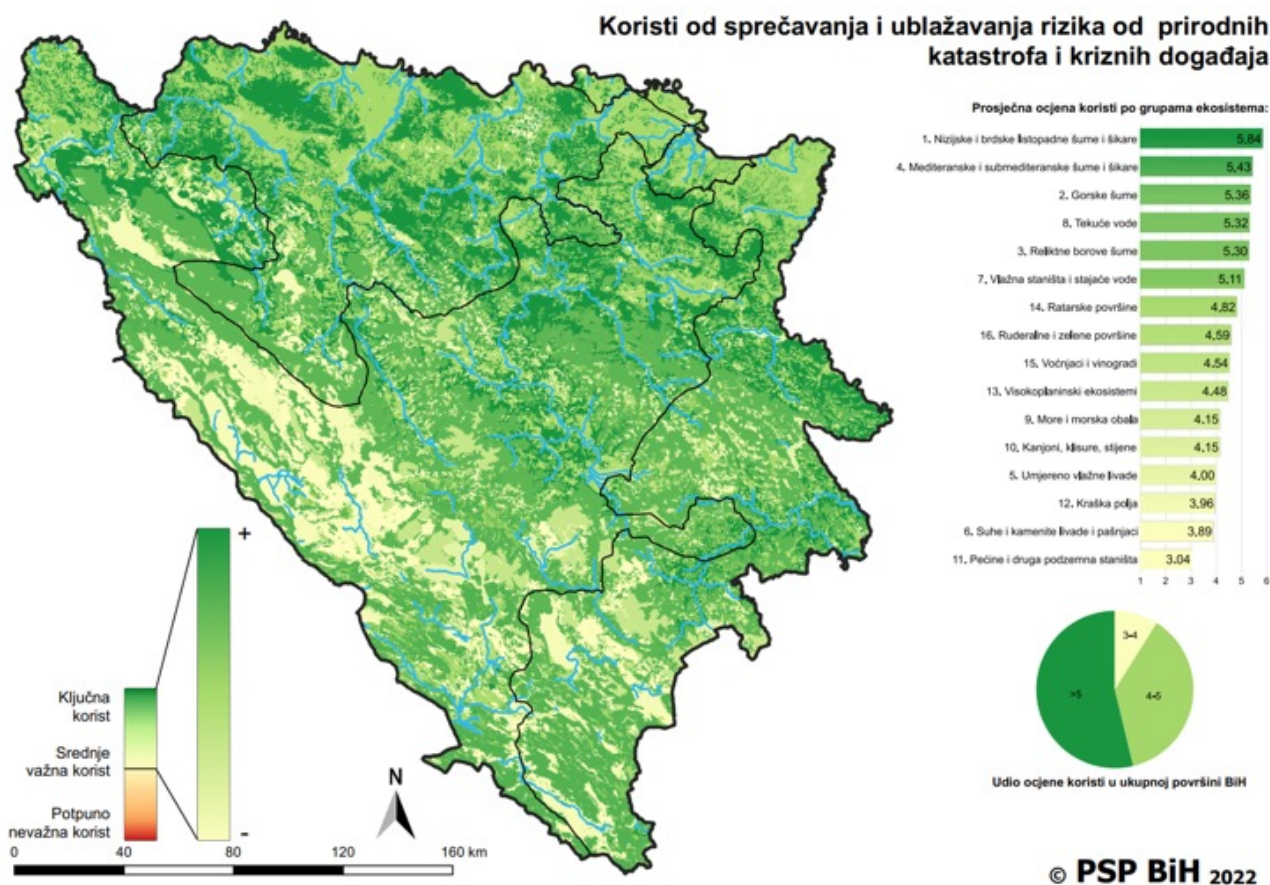 Koristi od sprečavanja i ublažavanja rizika od prirodnih
katastrofa i kriznih događaja
Prosječna ocjena koristi po grupama ekosistema:
1. Nizijske i brdske listopadne šume i šikare 5,84
4. Mediteranske i submediteranske šume i šikare 5,43
2. Gorske šume 5,36
8. Tekuće vode 5,32
3. Reliktne borove šume 5,30
7. Vlažna staništa i stajaće vode 5,11
14. Ratarske površine 4,82
16. Ruderalne i zelene površine 4,59
15. Voćnjaci i vinogradi 4,54
13. Visokoplaninski ekosistemi 4,48
9. More i morska obala 4,15
10. Kanjoni, klisure, stijene 4,15
5. Umjereno vlažne livade 4,00
12. Kraška polja 3,96
6. Suhe i kamenite livade i pašnjaci 3,89
11. Pećine i druga podzemna staništa 3,04
1 2 3 4 5 6
3-4
>5
4-5
Udio ocjene koristi u ukupnoj površini BiH
+
-
Ključna
korist
Srednje
važna korist
Potpuno
nevažna korist
N
0 40 80 120 160 km
© PSP BiH 2022